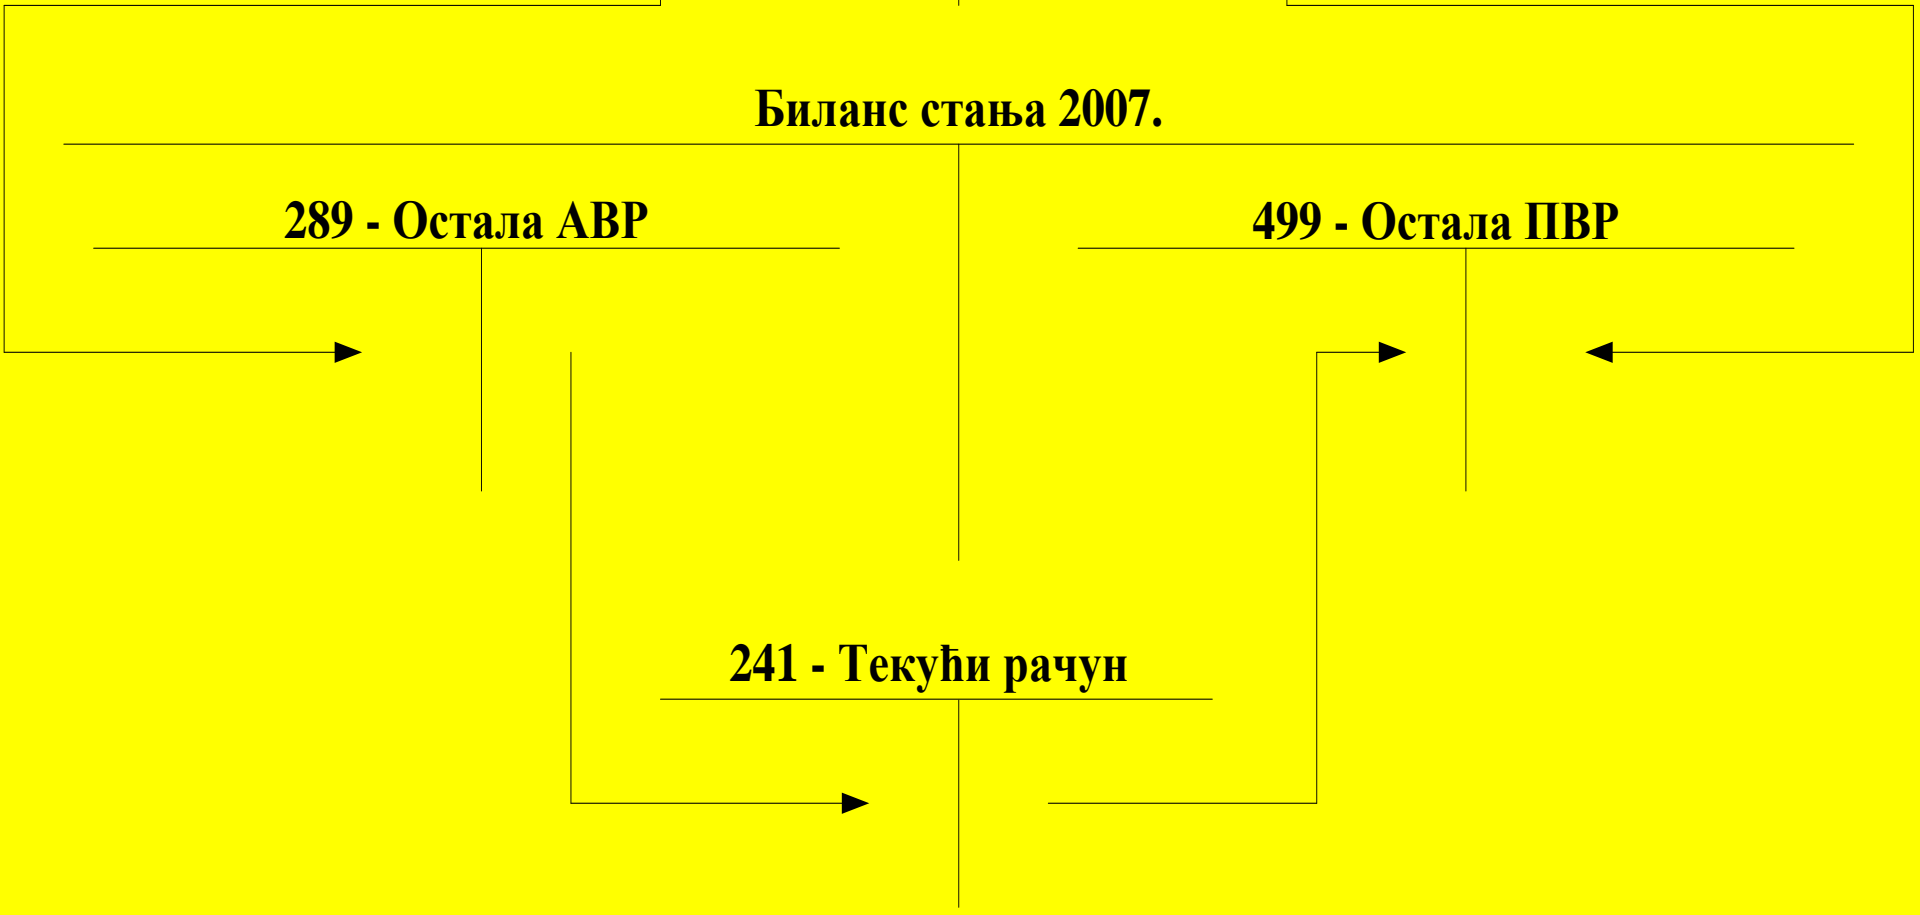 Биланс стања 2007.
289 - Остала АВР
499 - Остала ПВР
241 - Текући рачун